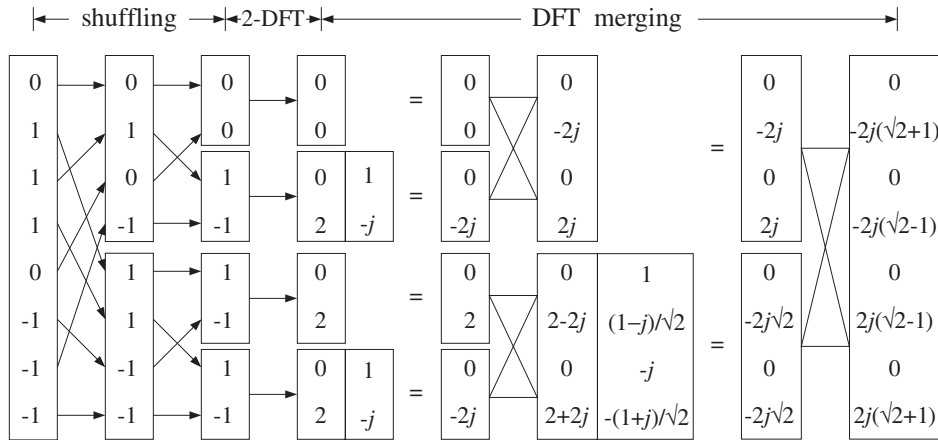 shuffling 2-DFT DFT merging
0 0 0 0 = 0 0 0 0
1 1 0 0 0 -2j = -2j -2j(√2+1)
1 0 1 0 1 = 0 0 0 0
1 -1 -1 2 -j -2j 2j 2j -2j(√2-1)
0 1 1 0 = 0 0 1 0 0
-1 1 -1 2 2 2-2j (1−j)/√2 = -2j√2 2j(√2-1)
-1 -1 1 0 1 = 0 0 -j 0 0
-1 -1 -1 2 -j -2j 2+2j -(1+j)/√2 -2j√2 2j(√2+1)